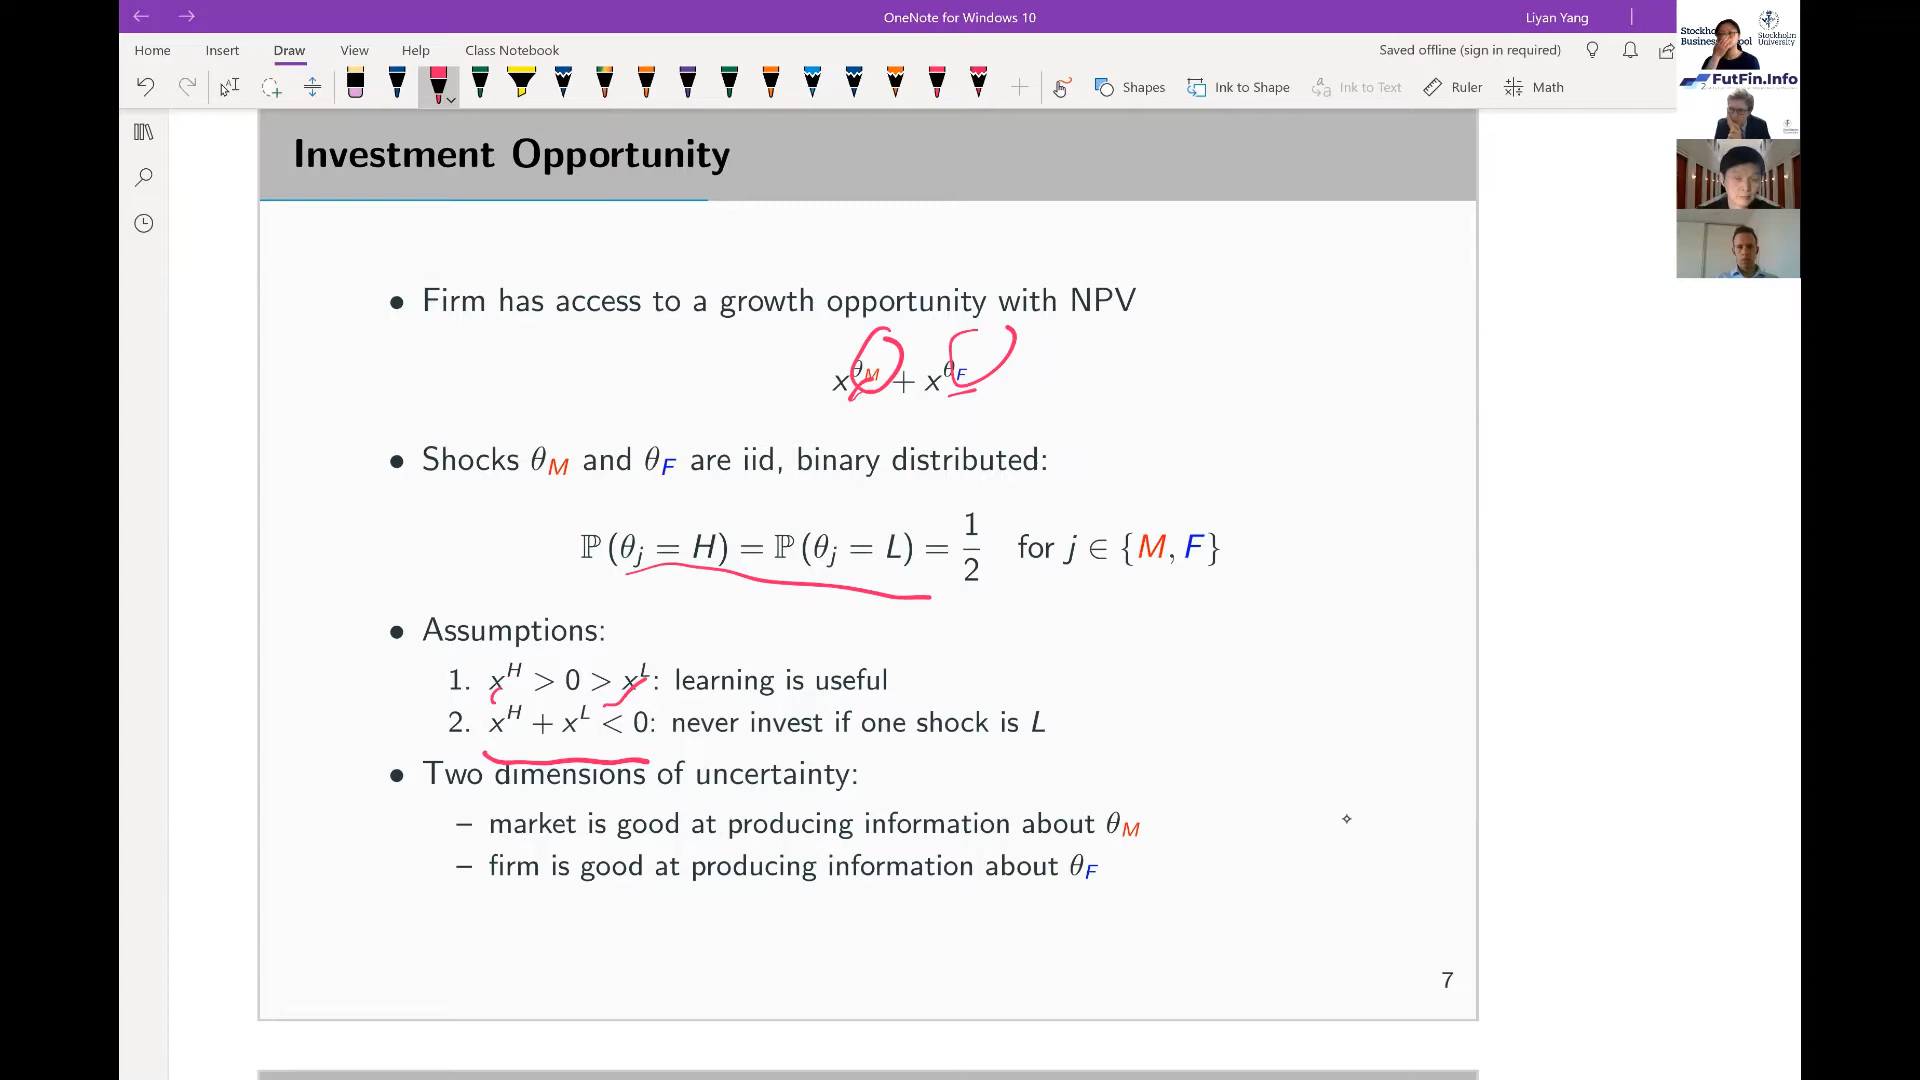 OneNote for Windows 10
Liyan Yang
Home Insert Draw View Help Class Notebook
Saved offline (sign in required)
Shapes Ink to Shape Ink to Text Ruler Math
Stockholm University
FutFin.Info
Investment Opportunity
• Firm has access to a growth opportunity with NPV
x^{θ_M} + x^{θ_F}
• Shocks θ_M and θ_F are iid, binary distributed:
ℙ(θ_j = H) = ℙ(θ_j = L) = 1/2 for j ∈ {M, F}
• Assumptions:
1. x^H > 0 > x^L: learning is useful
2. x^H + x^L < 0: never invest if one shock is L
• Two dimensions of uncertainty:
– market is good at producing information about θ_M
– firm is good at producing information about θ_F
7